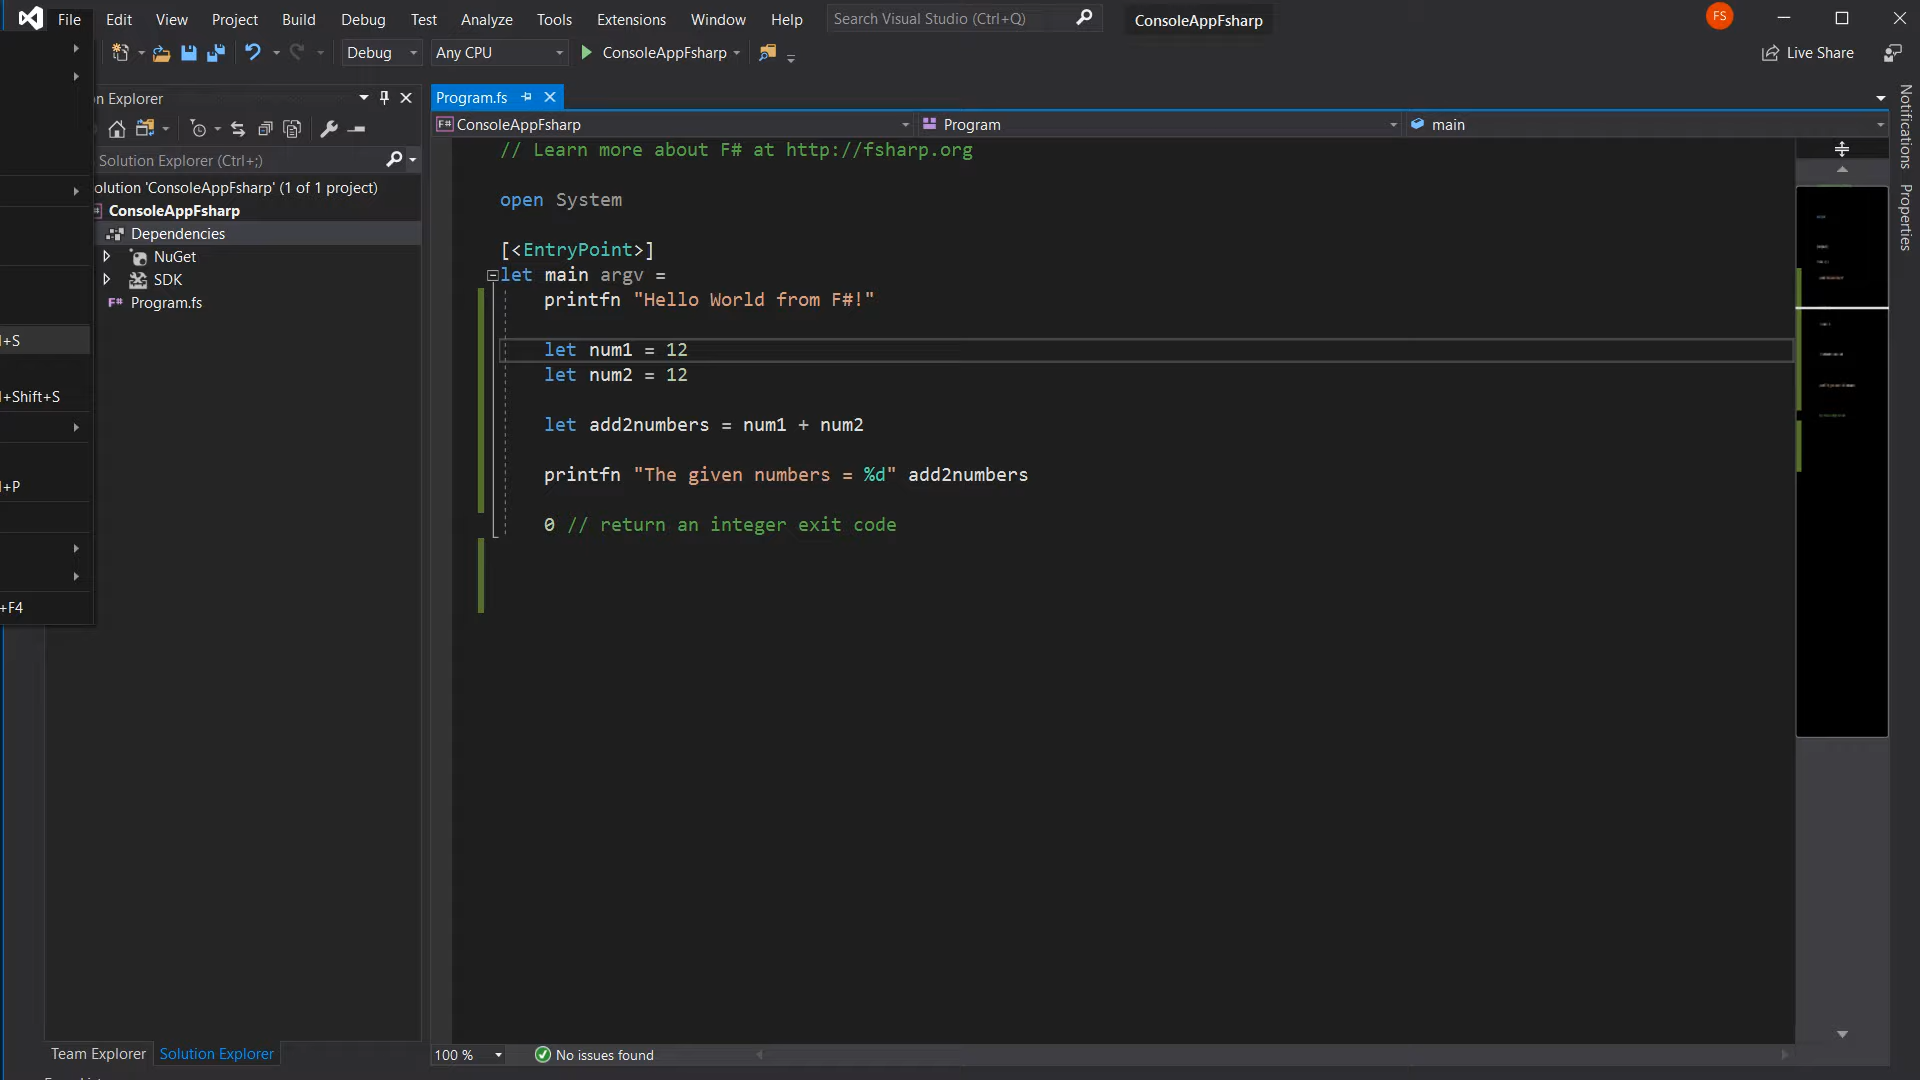 File Edit View Project Build Debug Test Analyze Tools Extensions Window Help Search Visual Studio (Ctrl+Q) ConsoleAppFsharp FS
Debug Any CPU ConsoleAppFsharp Live Share
n Explorer
Program.fs
ConsoleAppFsharp Program main
Solution Explorer (Ctrl+;)
olution 'ConsoleAppFsharp' (1 of 1 project)
ConsoleAppFsharp
Dependencies
NuGet
SDK
F# Program.fs
+S
+Shift+S
+P
+F4
// Learn more about F# at http://fsharp.org
open System
[<EntryPoint>]
let main argv =
printfn "Hello World from F#!"
let num1 = 12
let num2 = 12
let add2numbers = num1 + num2
printfn "The given numbers = %d" add2numbers
0 // return an integer exit code
Notifications
Properties
Team Explorer Solution Explorer
100 % No issues found